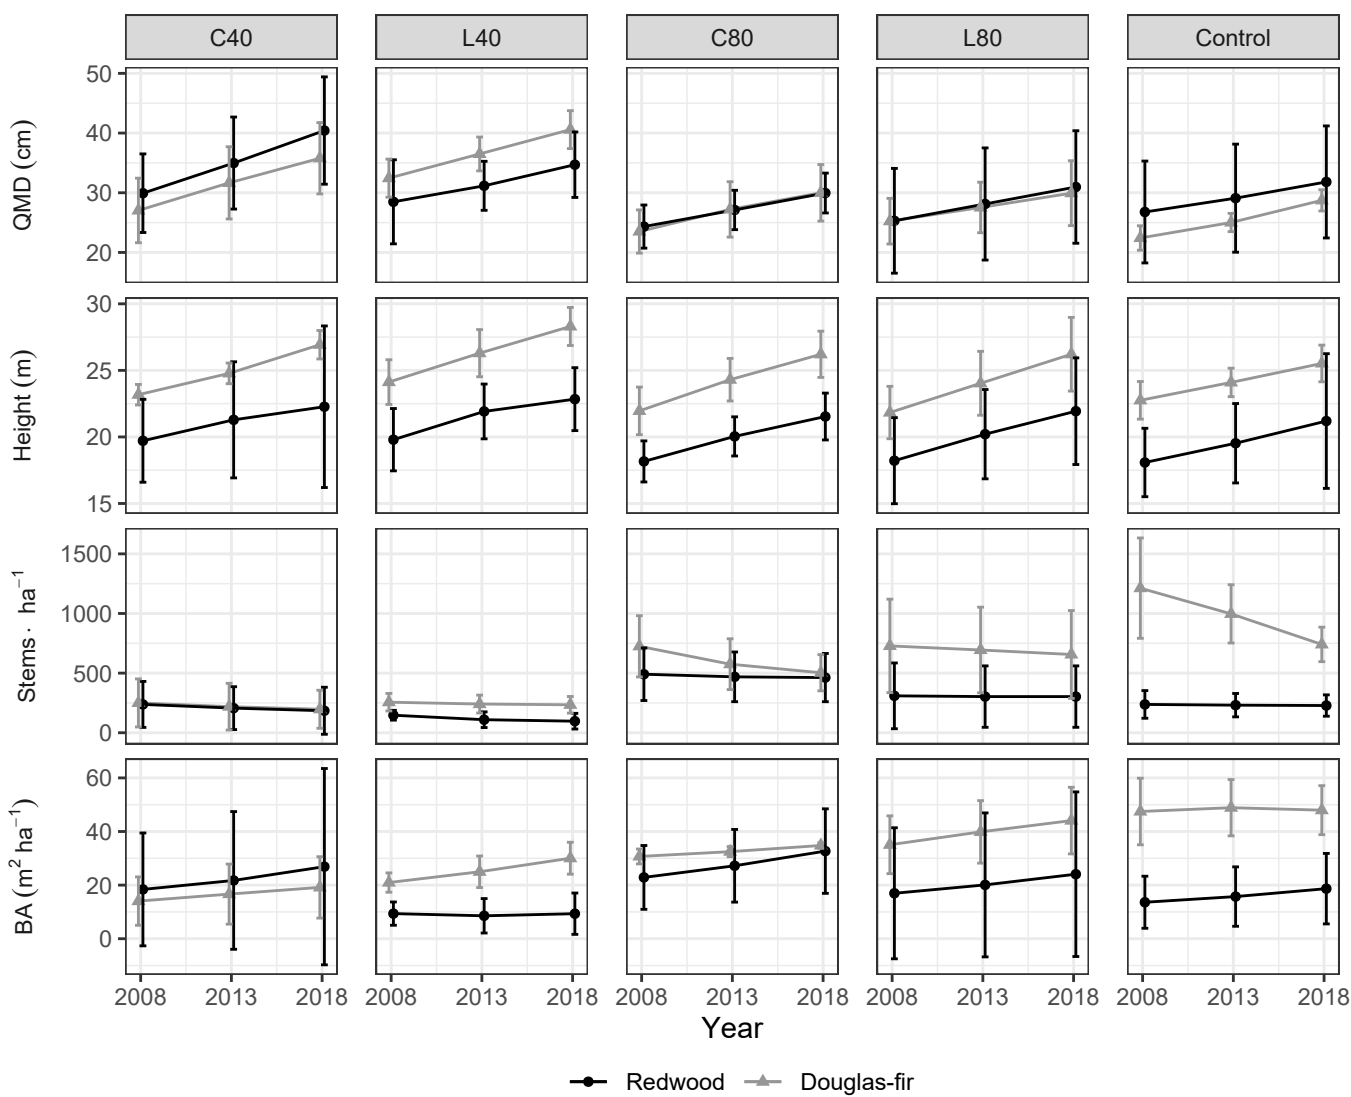 C40 L40 C80 L80 Control
QMD (cm)
50
40
30
20
Height (m)
30
25
20
15
Stems · ha⁻¹
1500
1000
500
0
BA (m² ha⁻¹)
60
40
20
0
2008 2013 2018 2008 2013 2018 2008 2013 2018 2008 2013 2018 2008 2013 2018
Year
Redwood Douglas-fir